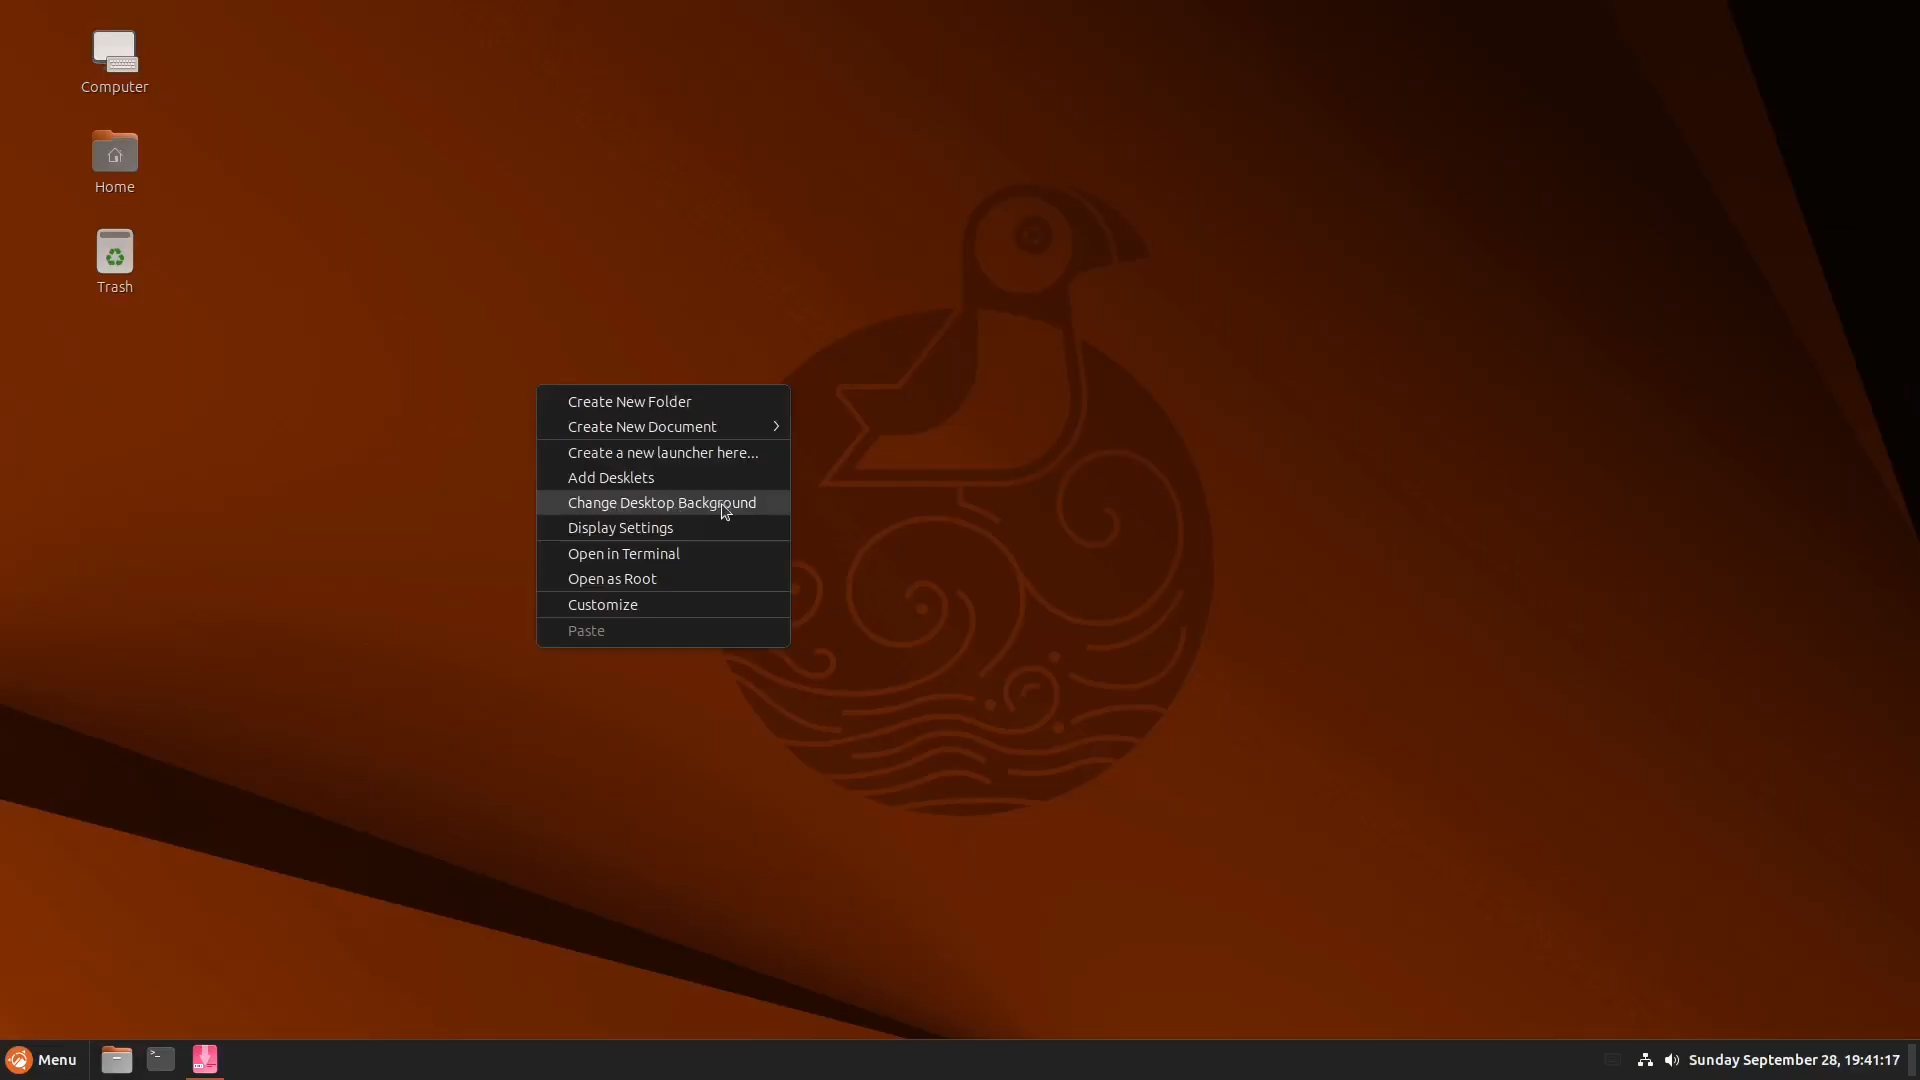 Computer
Home
Trash
Create New Folder
Create New Document
Create a new launcher here...
Add Desklets
Change Desktop Background
Display Settings
Open in Terminal
Open as Root
Customize
Paste
Menu
Sunday September 28, 19:41:17